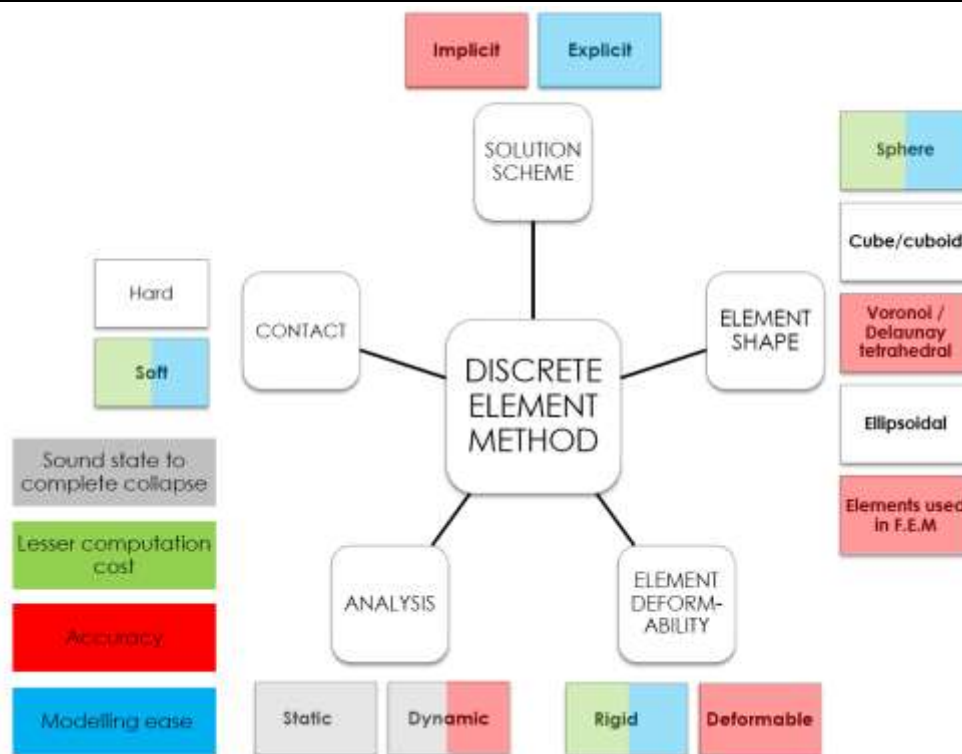 Implicit
Explicit
SOLUTION
SCHEME
Sphere
Cube/cuboid
Voronoi /
Delaunay
tetrahedral
Ellipsoidal
Elements used
in F.E.M
ELEMENT
SHAPE
Hard
Soft
CONTACT
DISCRETE
ELEMENT
METHOD
Sound state to
complete collapse
Lesser computation
cost
Accuracy
Modelling ease
ANALYSIS
ELEMENT
DEFORM-
ABILITY
Static
Dynamic
Rigid
Deformable